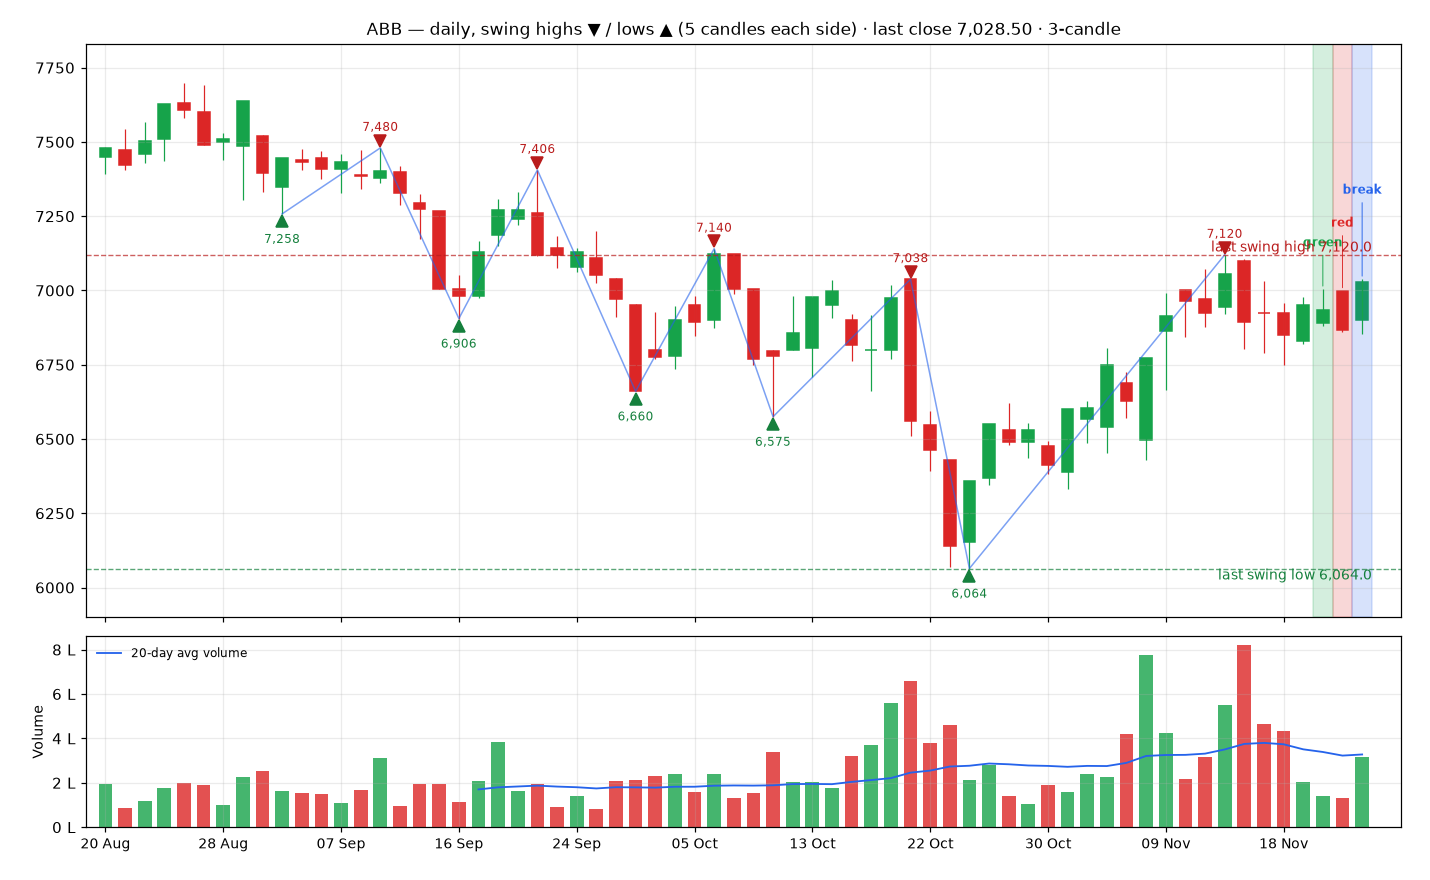 ABB — daily, swing highs ▼ / lows ▲ (5 candles each side) · last close 7,028.50 · 3-candle
7750
7500
7250
7000
6750
6500
6250
6000
7,480
7,406
7,258
7,140
7,120
7,038
6,906
6,660
6,575
6,064
break
red
green
last swing high 7,120.0
last swing low 6,064.0
20-day avg volume
Volume
8 L
6 L
4 L
2 L
0 L
20 Aug
28 Aug
07 Sep
16 Sep
24 Sep
05 Oct
13 Oct
22 Oct
30 Oct
09 Nov
18 Nov